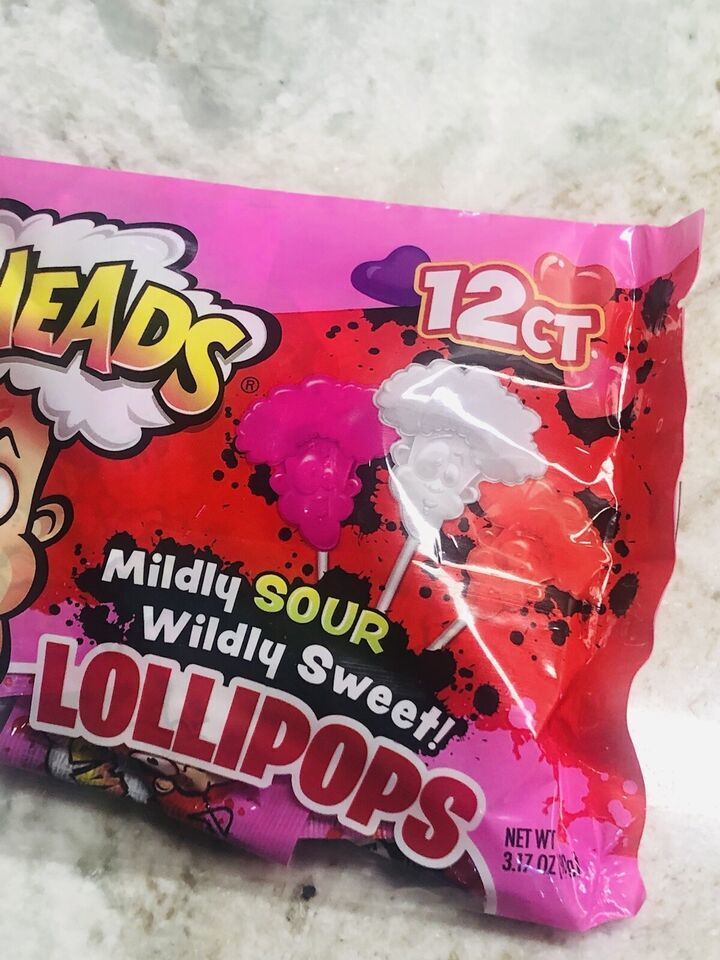 HEADS®
12CT
Mildly SOUR
Wildly Sweet!
LOLLIPOPS
NET WT
3.17 OZ